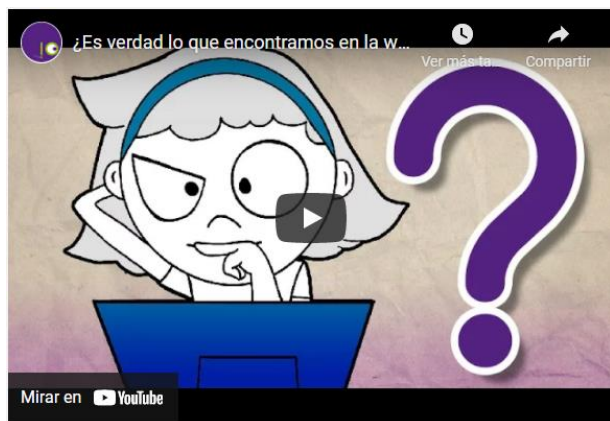 ¿Es verdad lo que encontramos en la w...
Ver más ta...
Compartir
?
Mirar en YouTube